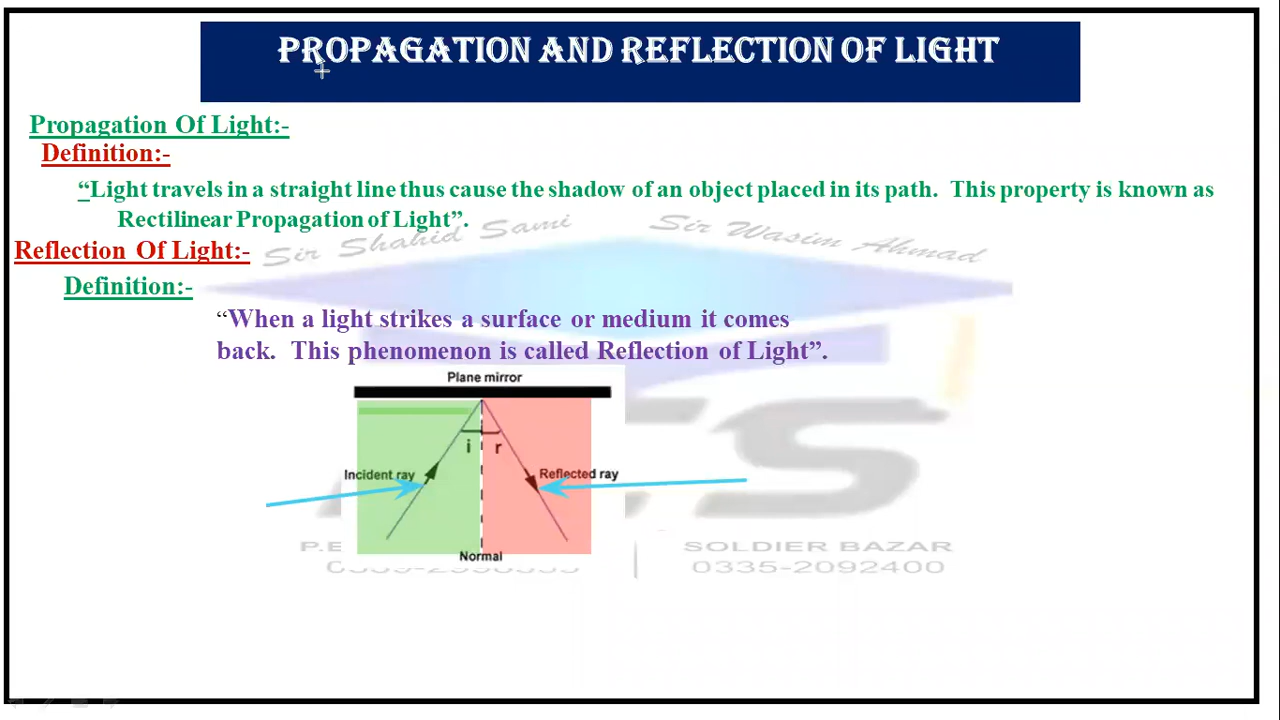 PROPAGATION AND REFLECTION OF LIGHT
Propagation Of Light:-
Definition:-
“Light travels in a straight line thus cause the shadow of an object placed in its path. This property is known as
Rectilinear Propagation of Light”.
Sir Shahid Sami Sir Wasim Ahmad
Reflection Of Light:-
Definition:-
“When a light strikes a surface or medium it comes
back. This phenomenon is called Reflection of Light”.
Plane mirror
i r
Incident ray Reflected ray
Normal
SOLDIER BAZAR
0335-2092400